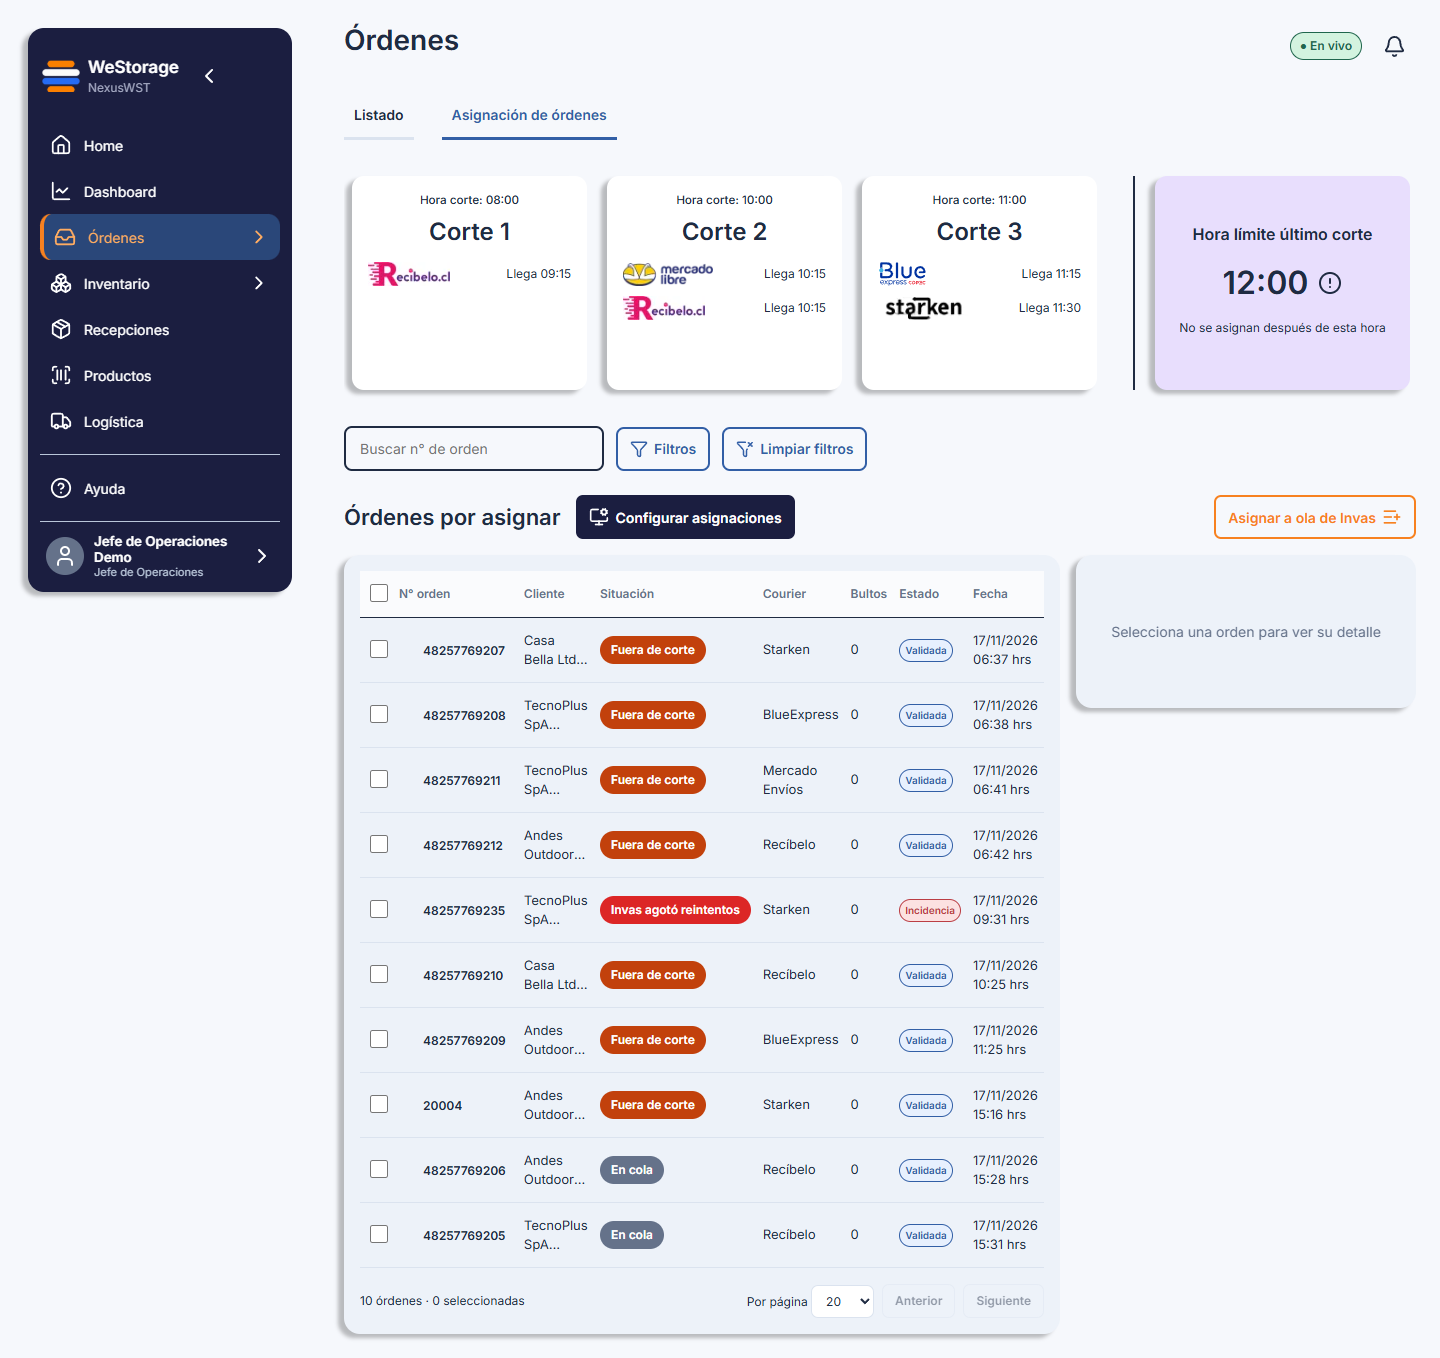 WeStorage
NexusWST
Home
Dashboard
Órdenes
Inventario
Recepciones
Productos
Logística
Ayuda
Jefe de Operaciones
Demo
Jefe de Operaciones
Órdenes
• En vivo
Listado
Asignación de órdenes
Hora corte: 08:00
Corte 1
Recibelo.cl
Llega 09:15
Hora corte: 10:00
Corte 2
mercado
libre
Llega 10:15
Recibelo.cl
Llega 10:15
Hora corte: 11:00
Corte 3
Blue
express COPEC
Llega 11:15
starken
Llega 11:30
Hora límite último corte
12:00
No se asignan después de esta hora
Buscar n° de orden
Filtros
Limpiar filtros
Órdenes por asignar
Configurar asignaciones
Asignar a ola de Invas
N° orden Cliente Situación Courier Bultos Estado Fecha
48257769207 Casa Bella Ltd... Fuera de corte Starken 0 Validada 17/11/2026 06:37 hrs
48257769208 TecnoPlus SpA... Fuera de corte BlueExpress 0 Validada 17/11/2026 06:38 hrs
48257769211 TecnoPlus SpA... Fuera de corte Mercado Envíos 0 Validada 17/11/2026 06:41 hrs
48257769212 Andes Outdoor... Fuera de corte Recíbelo 0 Validada 17/11/2026 06:42 hrs
48257769235 TecnoPlus SpA... Invas agotó reintentos Starken 0 Incidencia 17/11/2026 09:31 hrs
48257769210 Casa Bella Ltd... Fuera de corte Recíbelo 0 Validada 17/11/2026 10:25 hrs
48257769209 Andes Outdoor... Fuera de corte BlueExpress 0 Validada 17/11/2026 11:25 hrs
20004 Andes Outdoor... Fuera de corte Starken 0 Validada 17/11/2026 15:16 hrs
48257769206 Andes Outdoor... En cola Recíbelo 0 Validada 17/11/2026 15:28 hrs
48257769205 TecnoPlus SpA... En cola Recíbelo 0 Validada 17/11/2026 15:31 hrs
10 órdenes · 0 seleccionadas
Por página 20 Anterior Siguiente
Selecciona una orden para ver su detalle